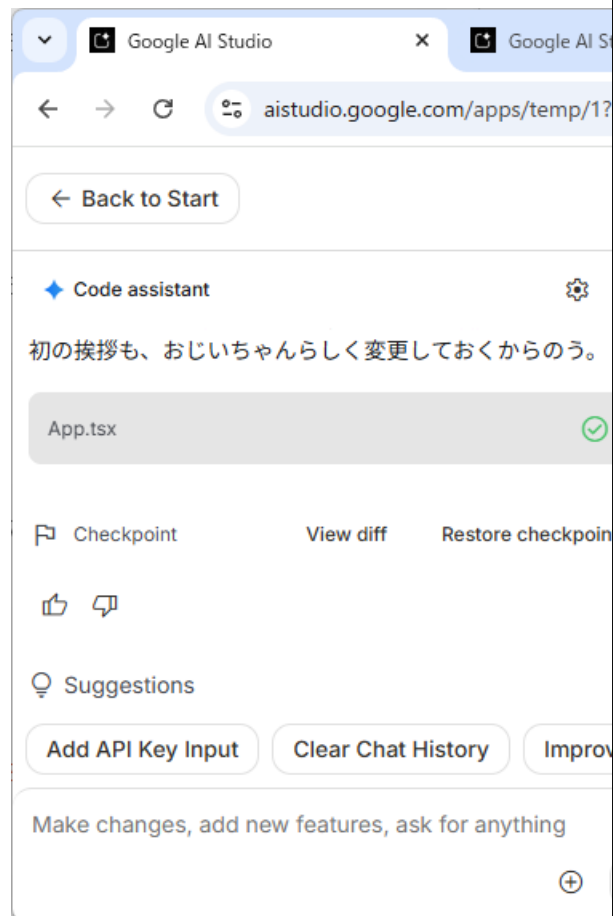 Google AI Studio
Google AI St
aistudio.google.com/apps/temp/1?
Back to Start
Code assistant
初の挨拶も、おじいちゃんらしく変更しておくからのう。
App.tsx
Checkpoint View diff Restore checkpoin
Suggestions
Add API Key Input Clear Chat History Improv
Make changes, add new features, ask for anything